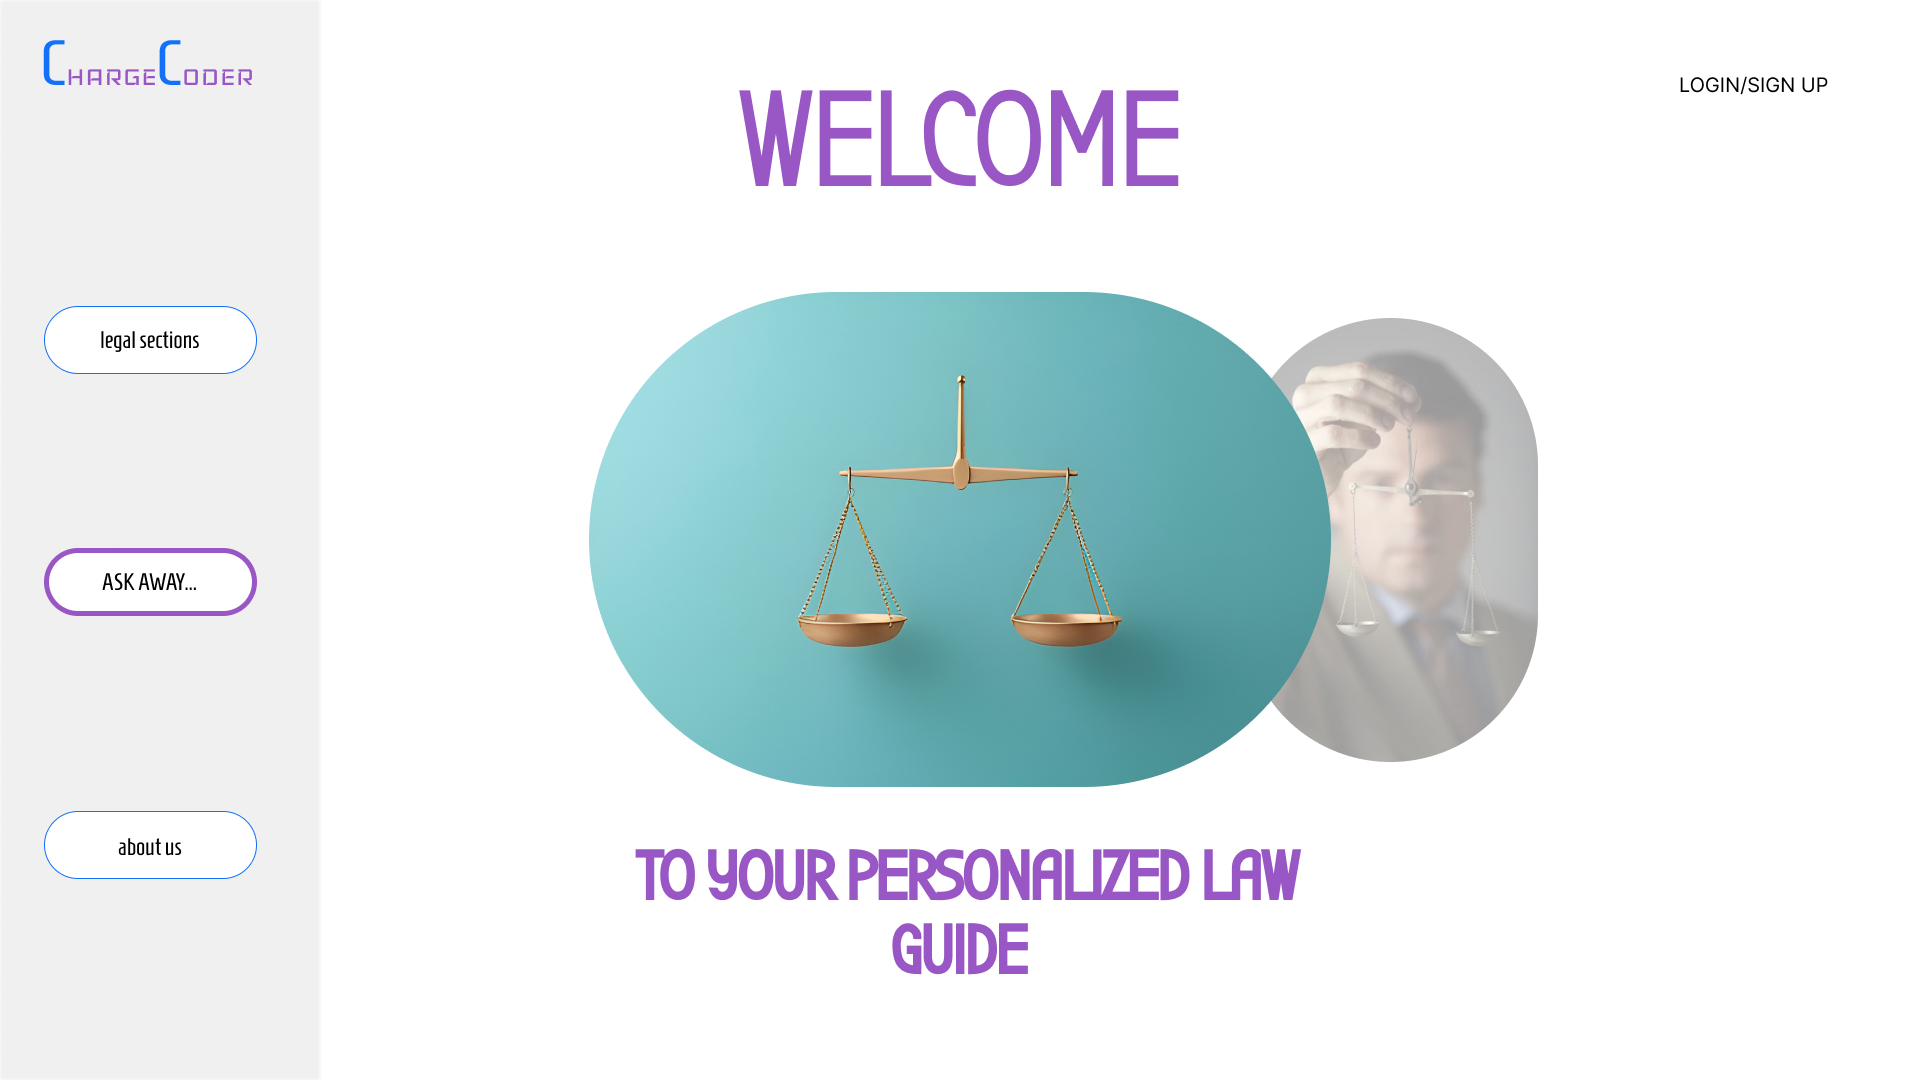 CHARGECODER
LOGIN/SIGN UP
WELCOME
legal sections
ASK AWAY...
about us
TO YOUR PERSONALIZED LAW
GUIDE